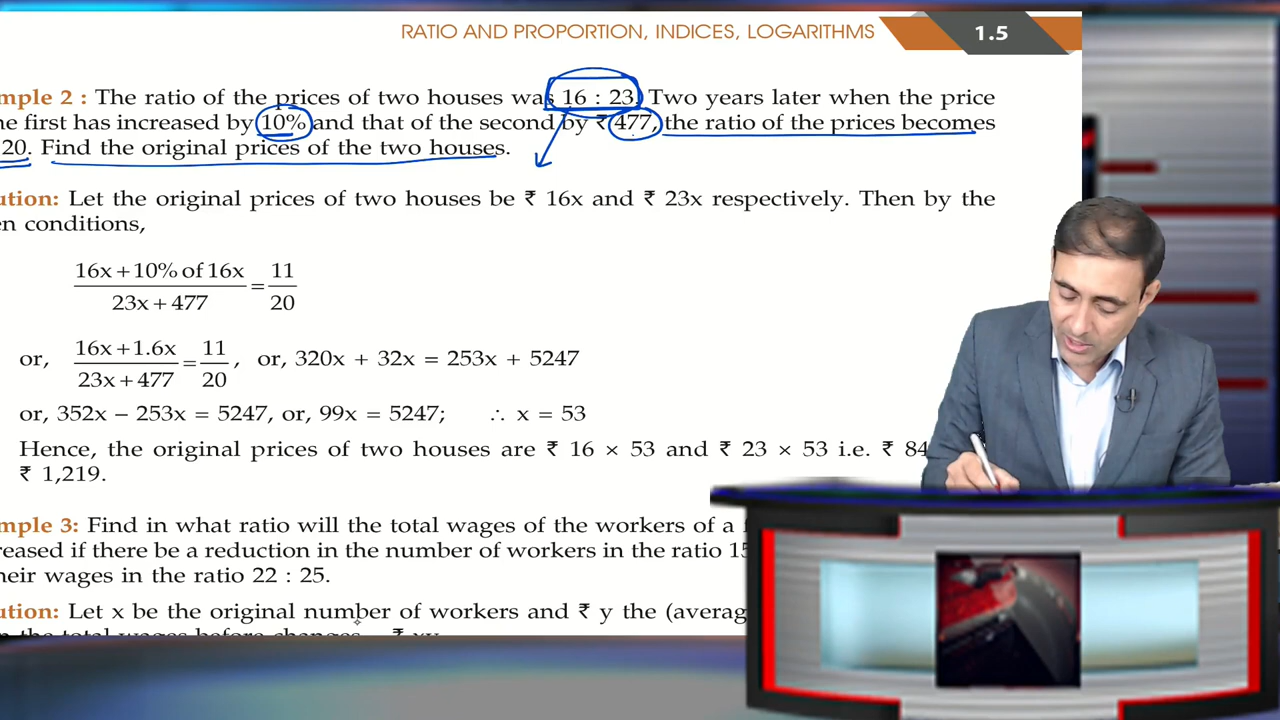 RATIO AND PROPORTION, INDICES, LOGARITHMS 1.5
mple 2 : The ratio of the prices of two houses was 16 : 23. Two years later when the price
ne first has increased by 10% and that of the second by ₹ 477, the ratio of the prices becomes
20. Find the original prices of the two houses.
ution: Let the original prices of two houses be ₹ 16x and ₹ 23x respectively. Then by the
en conditions,
16x + 10% of 16x / 23x + 477 = 11 / 20
or, 16x + 1.6x / 23x + 477 = 11 / 20 , or, 320x + 32x = 253x + 5247
or, 352x − 253x = 5247, or, 99x = 5247; ∴ x = 53
Hence, the original prices of two houses are ₹ 16 × 53 and ₹ 23 × 53 i.e. ₹ 84
₹ 1,219.
mple 3: Find in what ratio will the total wages of the workers of a f
reased if there be a reduction in the number of workers in the ratio 15
heir wages in the ratio 22 : 25.
ution: Let x be the original number of workers and ₹ y the (averag
the total wages before changes ₹ xy